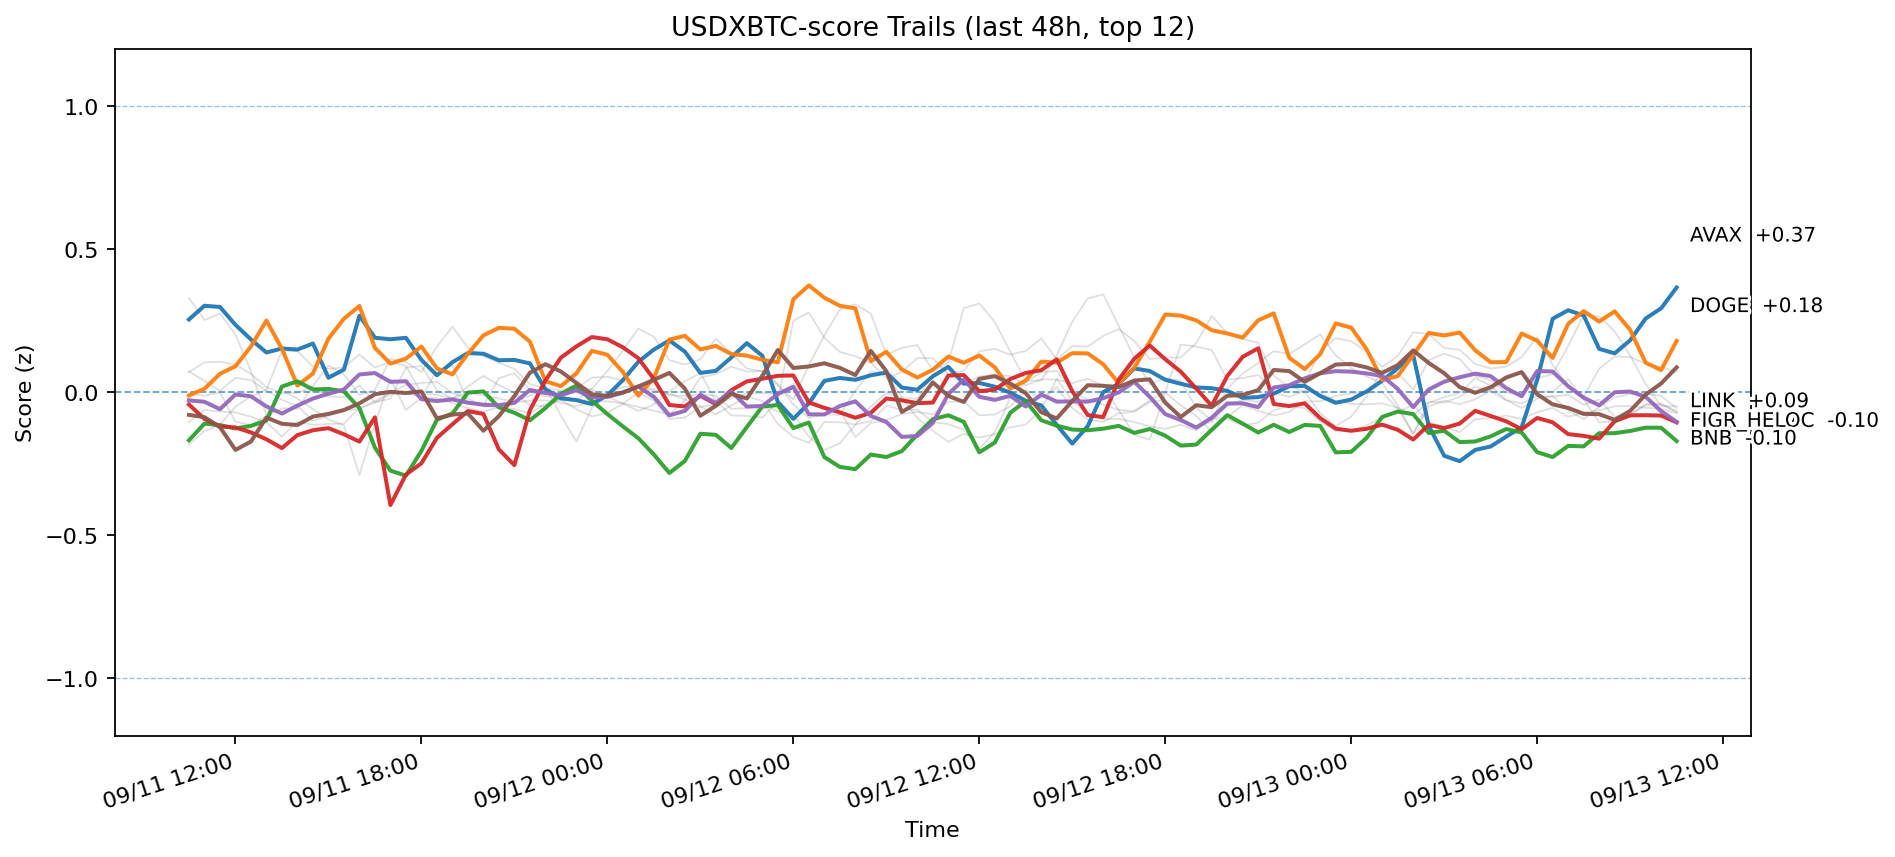 USDXBTC-score Trails (last 48h, top 12)
Score (z)
1.0
0.5
0.0
−0.5
−1.0
AVAX +0.37
DOGE +0.18
LINK +0.09
FIGR_HELOC -0.10
BNB -0.10
09/11 12:00
09/11 18:00
09/12 00:00
09/12 06:00
09/12 12:00
09/12 18:00
09/13 00:00
09/13 06:00
09/13 12:00
Time